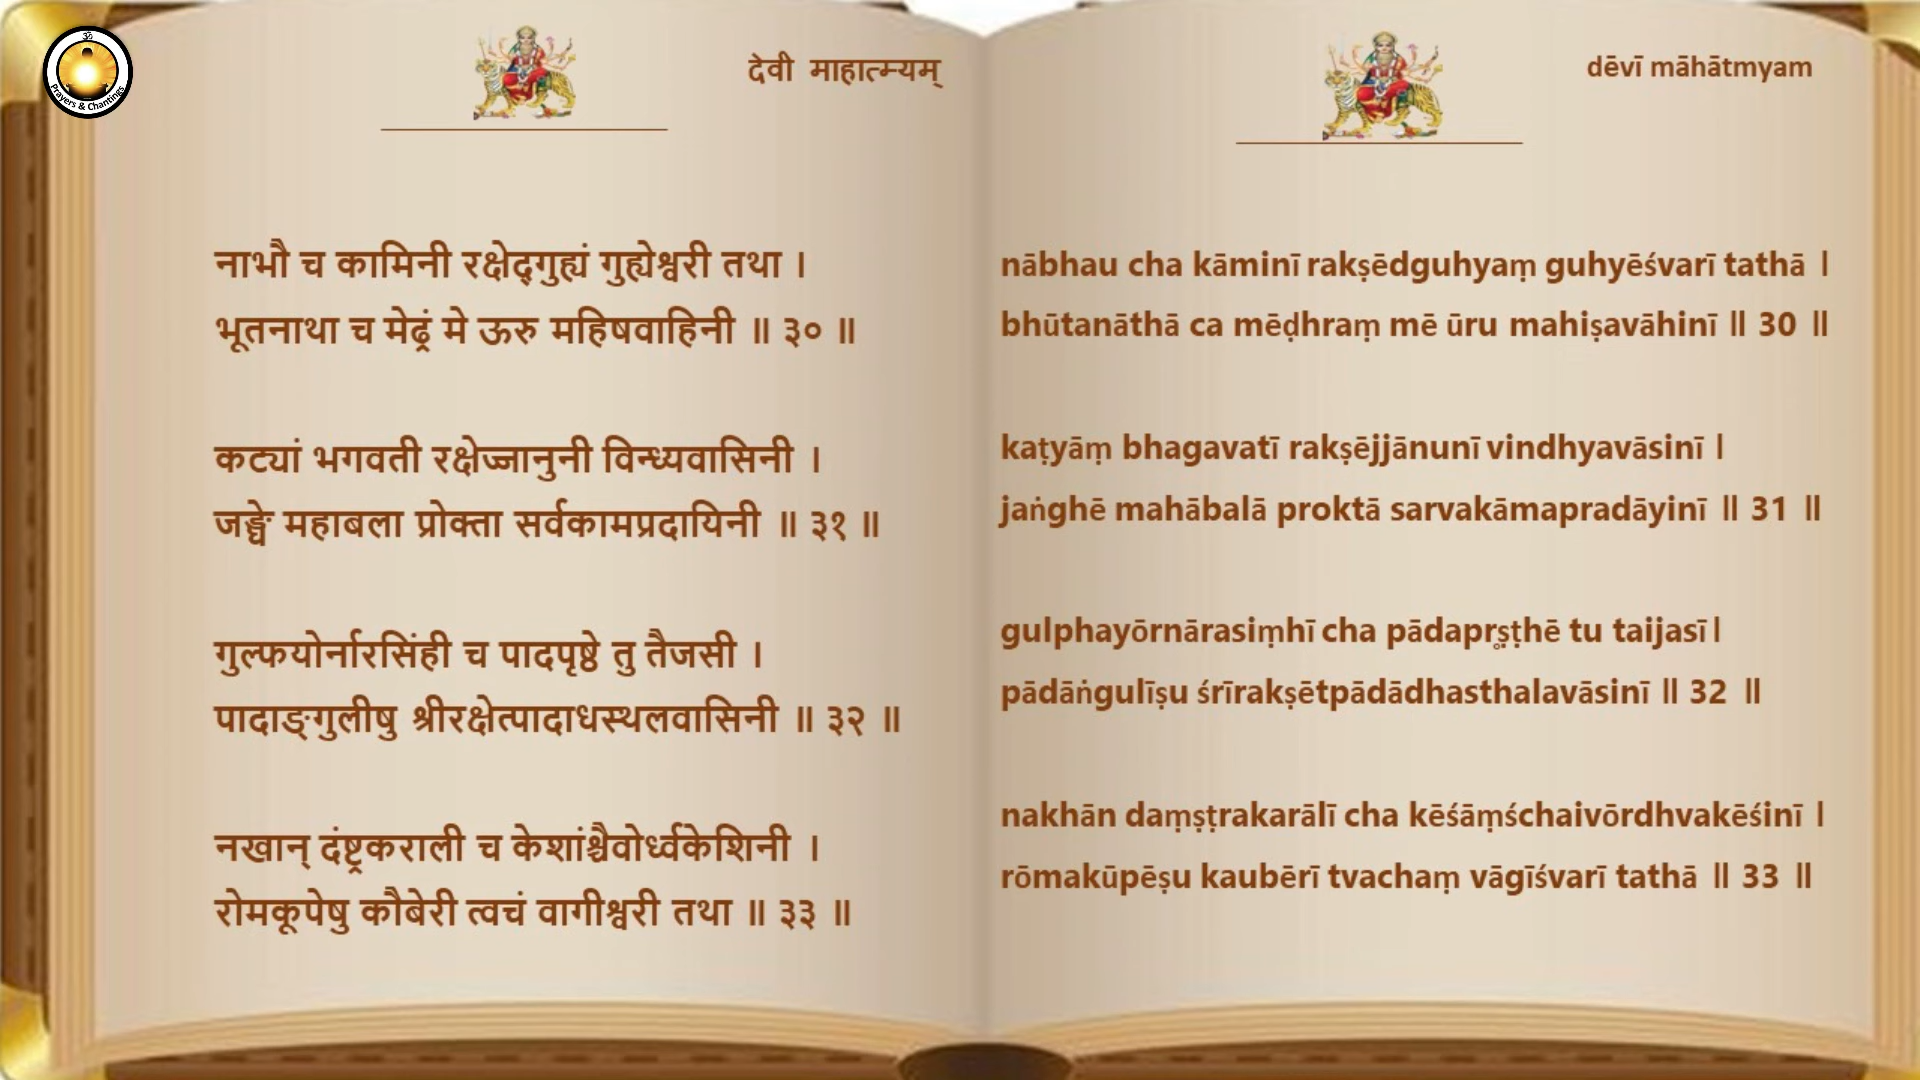 ॐ
Prayers & Chantings
देवी माहात्म्यम्
नाभौ च कामिनी रक्षेद्‌गुह्यं गुह्येश्वरी तथा ।
भूतनाथा च मेढ्रं मे ऊरु महिषवाहिनी ॥ ३० ॥
कट्यां भगवती रक्षेज्जानुनी विन्ध्यवासिनी ।
जङ्घे महाबला प्रोक्ता सर्वकामप्रदायिनी ॥ ३१ ॥
गुल्फयोर्नारसिंही च पादपृष्ठे तु तैजसी ।
पादाङ्गुलीषु श्रीरक्षेत्पादाधस्थलवासिनी ॥ ३२ ॥
नखान् दंष्ट्रकराली च केशांश्चैवोर्ध्वकेशिनी ।
रोमकूपेषु कौबेरी त्वचं वागीश्वरी तथा ॥ ३३ ॥
dēvī māhātmyam
nābhau cha kāminī rakṣēdguhyaṃ guhyēśvarī tathā ।
bhūtanāthā ca mēḍhraṃ mē ūru mahiṣavāhinī ॥ 30 ॥
kaṭyāṃ bhagavatī rakṣējjānunī vindhyavāsinī ।
jaṅghē mahābalā proktā sarvakāmapradāyinī ॥ 31 ॥
gulphayōrnārasiṃhī cha pādapr̥ṣṭhē tu taijasī ।
pādāṅgulīṣu śrīrakṣētpādādhasthalavāsinī ॥ 32 ॥
nakhān daṃṣṭrakarālī cha kēśāṃśchaivōrdhvakēśinī ।
rōmakūpēṣu kaubērī tvachaṃ vāgīśvarī tathā ॥ 33 ॥